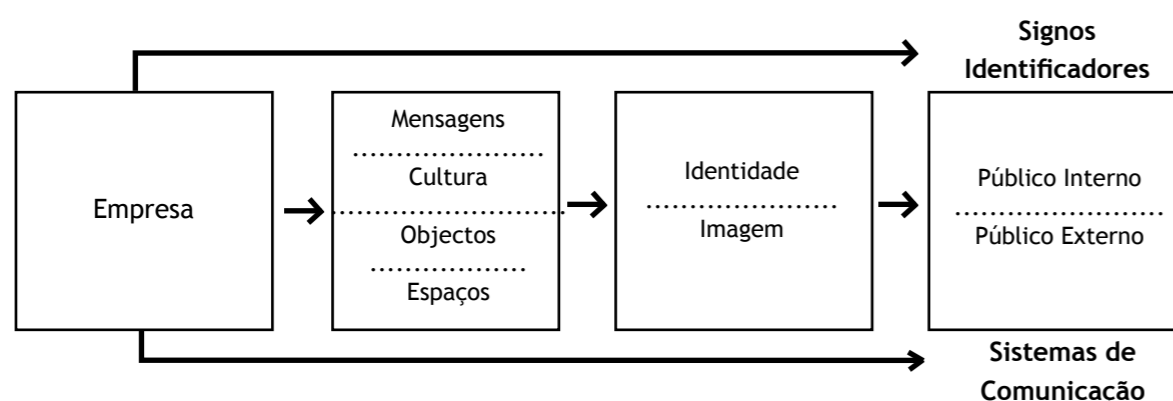 Signos
Identificadores
Empresa
Mensagens
Cultura
Objectos
Espaços
Identidade
Imagem
Público Interno
Público Externo
Sistemas de
Comunicacão